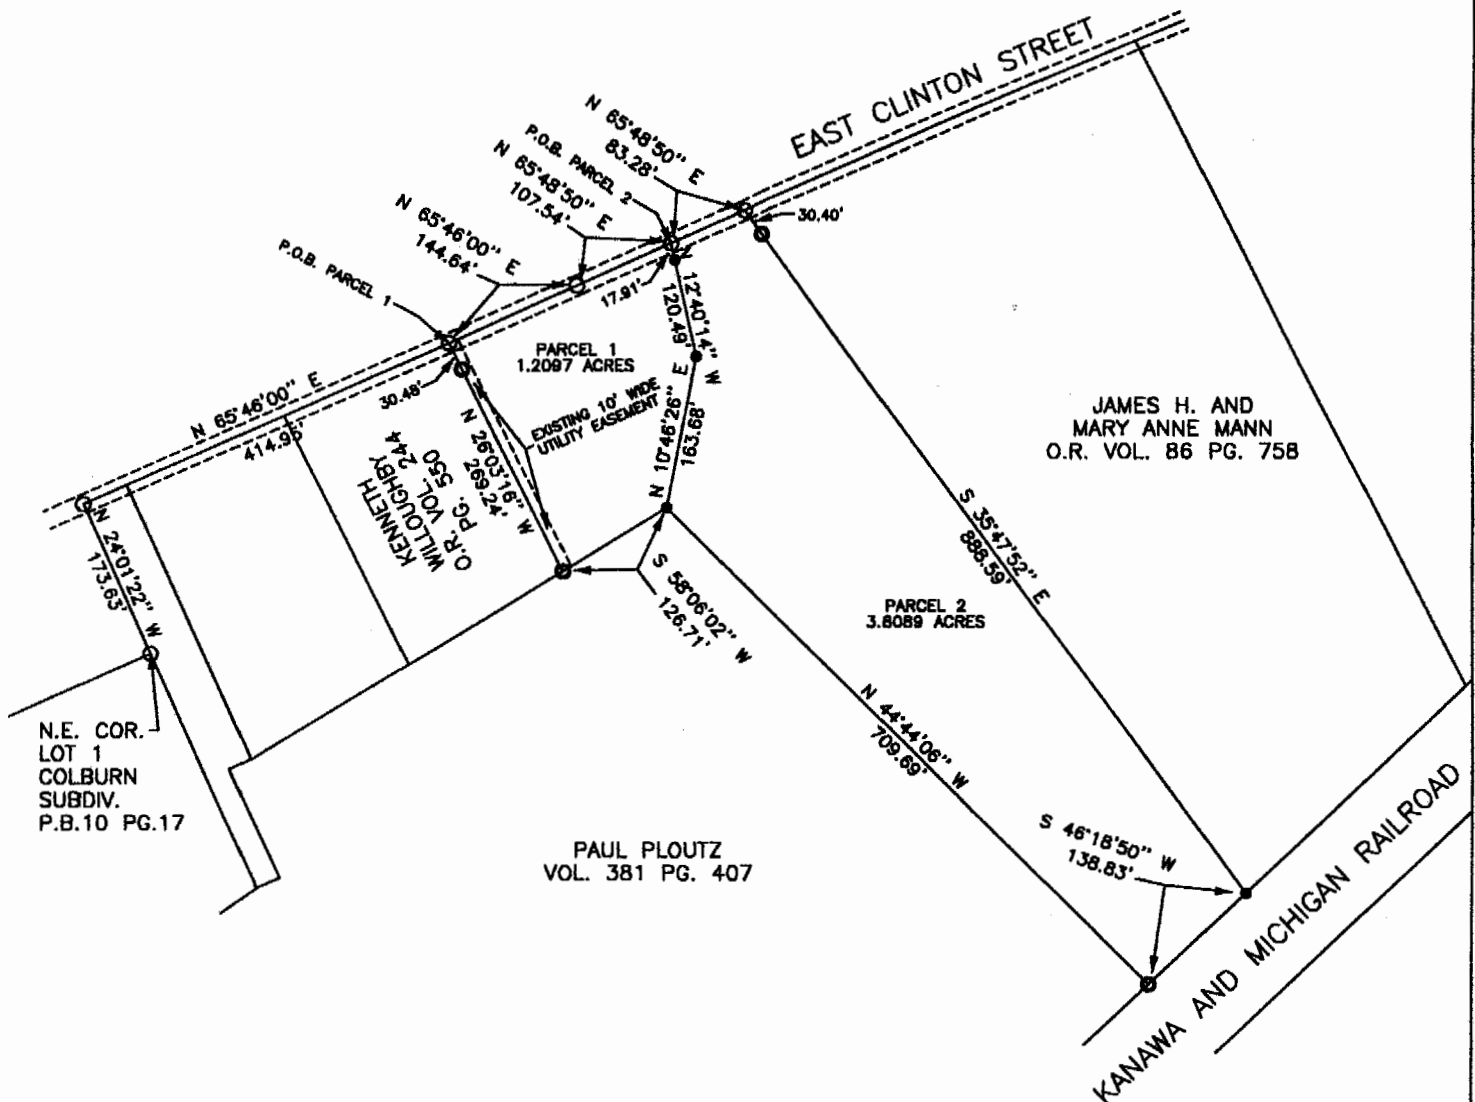 EAST CLINTON STREET
N 65°48'50" E
83.28'
P.O.B. PARCEL 2
N 65°48'50" E
107.54'
N 65°46'00" E
144.64'
P.O.B. PARCEL 1
30.40'
17.91'
N 12°40'14" W
120.49'
PARCEL 1
1.2097 ACRES
30.48'
N 65°46'00" E
414.95'
EXISTING 10' WIDE
UTILITY EASEMENT
N 10°46'26" E
163.68'
N 26°03'16" W
269.24'
KENNETH
WILLOUGHBY
O.R. VOL. 244
PG. 550
JAMES H. AND
MARY ANNE MANN
O.R. VOL. 86 PG. 758
N 24°01'22" W
173.63'
S 58°06'02" W
126.71'
S 35°47'52" E
888.59'
PARCEL 2
3.8089 ACRES
N 44°44'06" W
709.69'
N.E. COR.
LOT 1
COLBURN
SUBDIV.
P.B.10 PG.17
PAUL PLOUTZ
VOL. 381 PG. 407
S 46°18'50" W
138.83'
KANAWA AND MICHIGAN RAILROAD